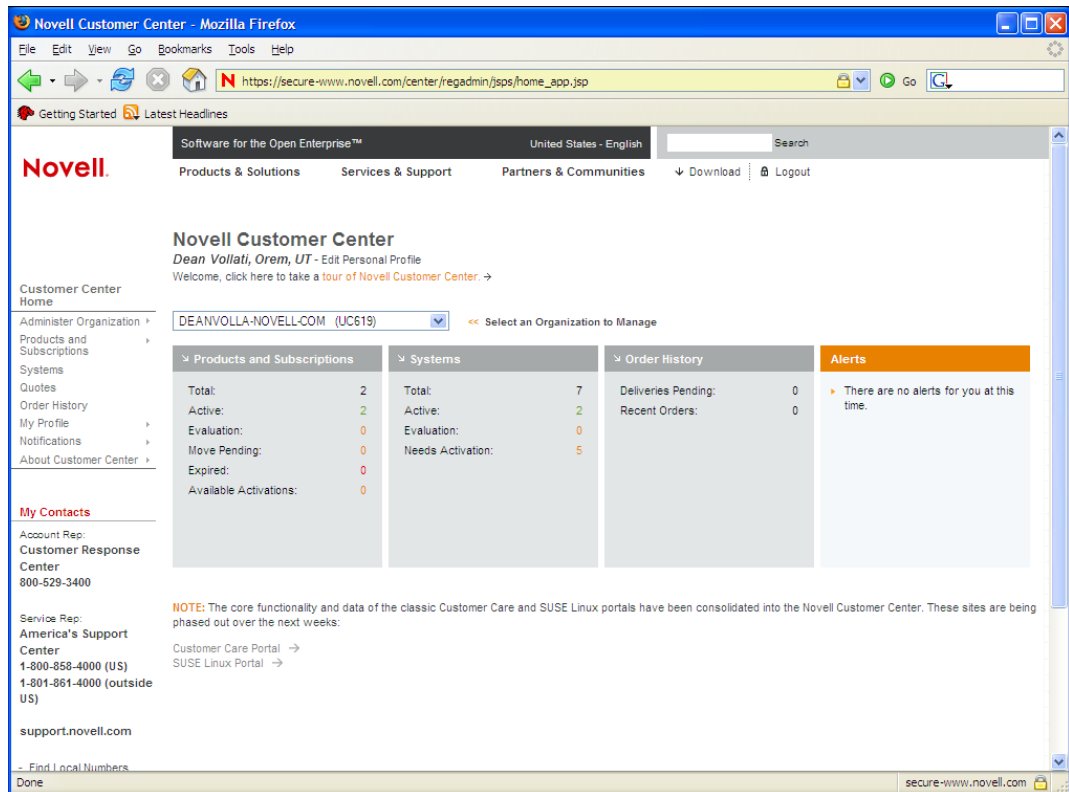 Novell Customer Center - Mozilla Firefox
File Edit View Go Bookmarks Tools Help
N https://secure-www.novell.com/center/regadmin/jsps/home_app.jsp Go G
Getting Started Latest Headlines
Novell.
Software for the Open Enterprise™ United States - English Search
Products & Solutions Services & Support Partners & Communities Download Logout
Novell Customer Center
Dean Vollati, Orem, UT - Edit Personal Profile
Welcome, click here to take a tour of Novell Customer Center. →
DEANVOLLA-NOVELL-COM (UC619) << Select an Organization to Manage
Customer Center
Home
Administer Organization
Products and
Subscriptions
Systems
Quotes
Order History
My Profile
Notifications
About Customer Center
My Contacts
Account Rep:
Customer Response
Center
800-529-3400
Service Rep:
America's Support
Center
1-800-858-4000 (US)
1-801-861-4000 (outside
US)
support.novell.com
- Find Local Numbers
Products and Subscriptions
Total: 2
Active: 2
Evaluation: 0
Move Pending: 0
Expired: 0
Available Activations: 0
Systems
Total: 7
Active: 2
Evaluation: 0
Needs Activation: 5
Order History
Deliveries Pending: 0
Recent Orders: 0
Alerts
There are no alerts for you at this
time.
NOTE: The core functionality and data of the classic Customer Care and SUSE Linux portals have been consolidated into the Novell Customer Center. These sites are being
phased out over the next weeks:
Customer Care Portal →
SUSE Linux Portal →
Done secure-www.novell.com